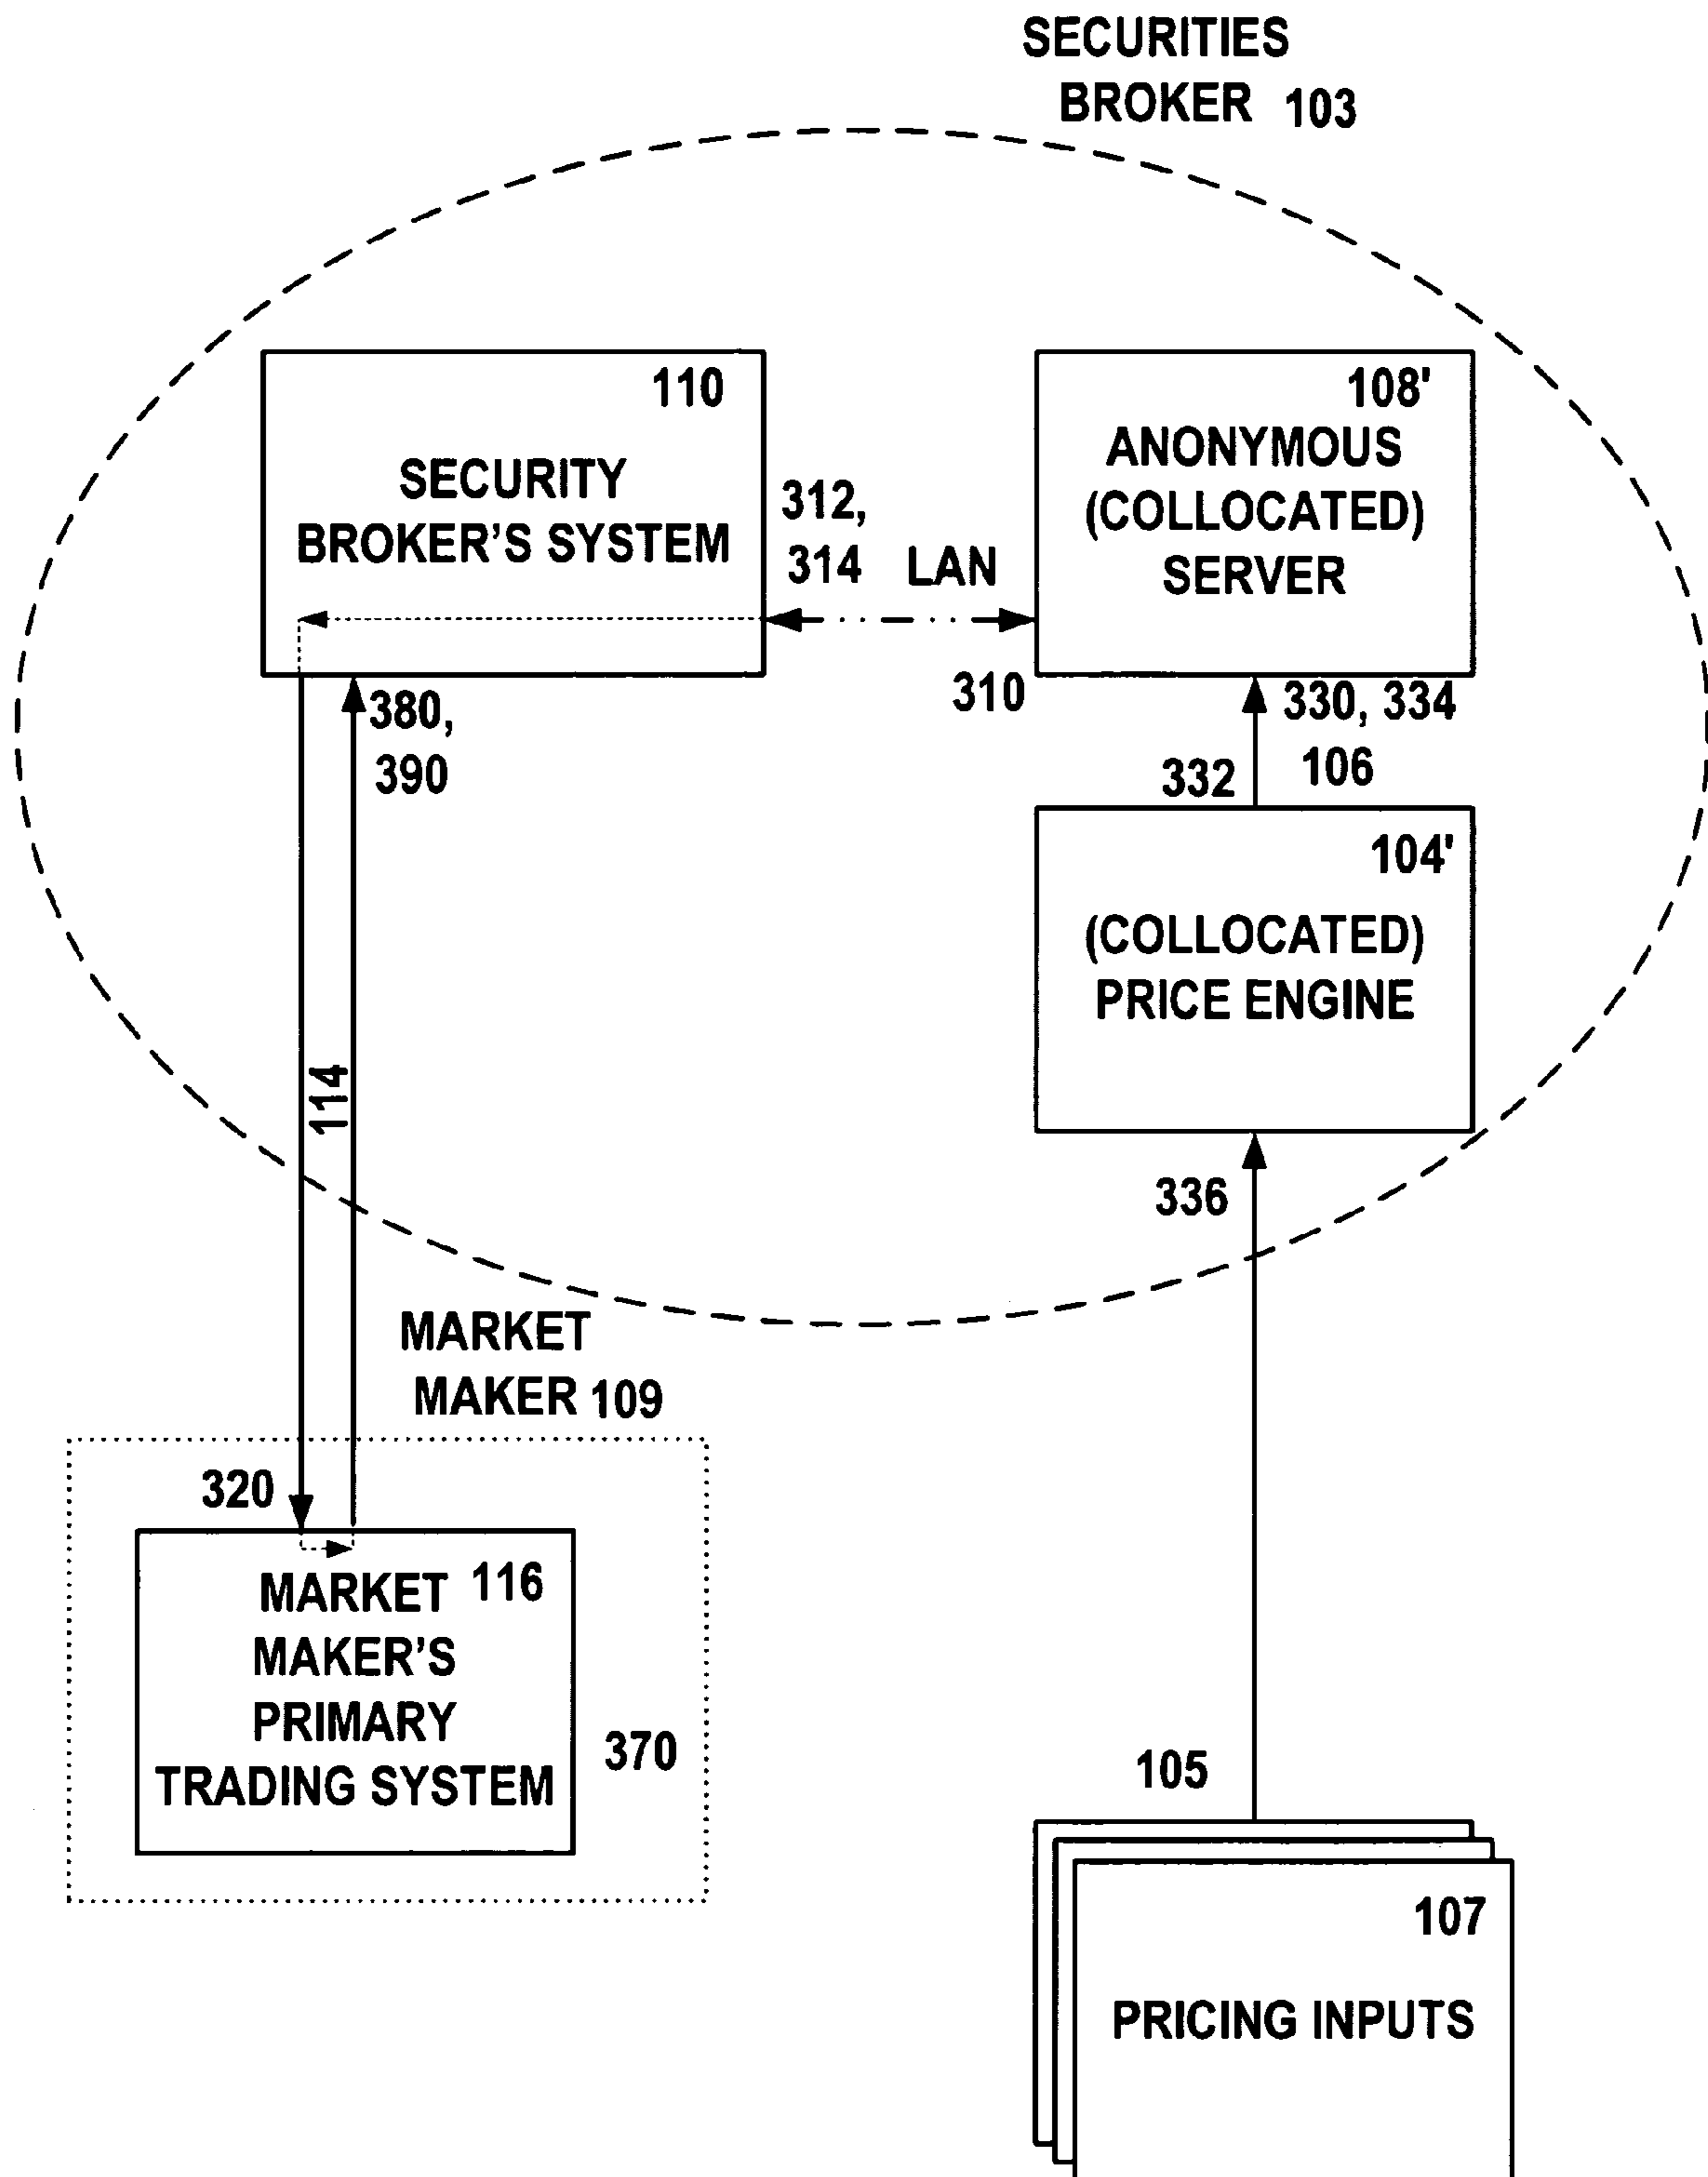 SECURITIES
BROKER 103
110
SECURITY
BROKER'S SYSTEM
108'
ANONYMOUS
(COLLOCATED)
SERVER
312,
314 LAN
310
380,
390
330, 334
332 106
104'
(COLLOCATED)
PRICE ENGINE
114
336
MARKET
MAKER 109
320
MARKET 116
MAKER'S
PRIMARY
TRADING SYSTEM
370
105
107
PRICING INPUTS